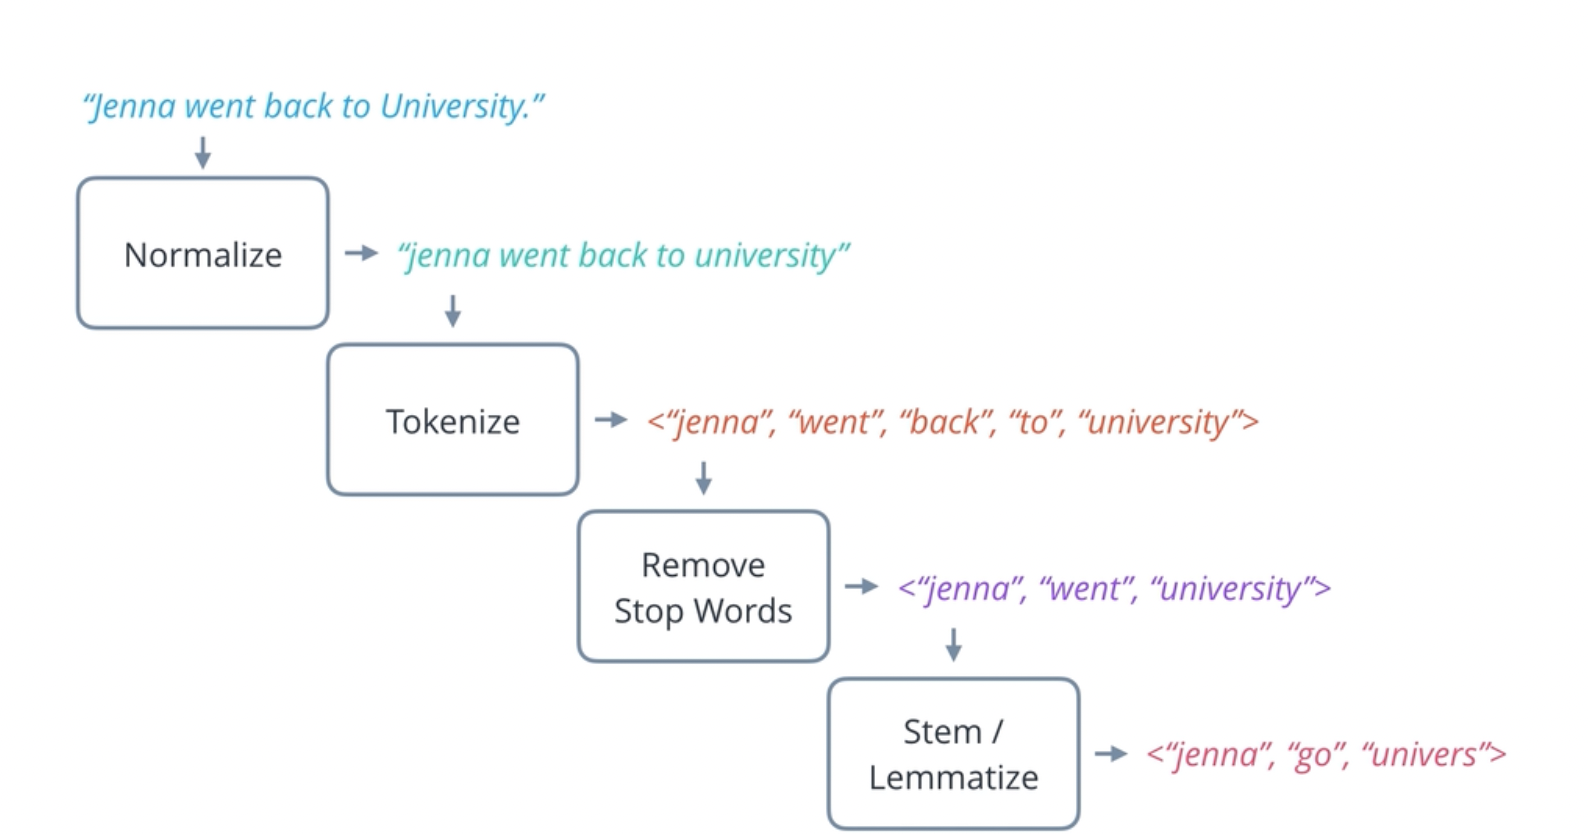 “Jenna went back to University.”
Normalize
“jenna went back to university”
Tokenize
<“jenna”, “went”, “back”, “to”, “university”>
Remove
Stop Words
<“jenna”, “went”, “university”>
Stem /
Lemmatize
<“jenna”, “go”, “univers”>